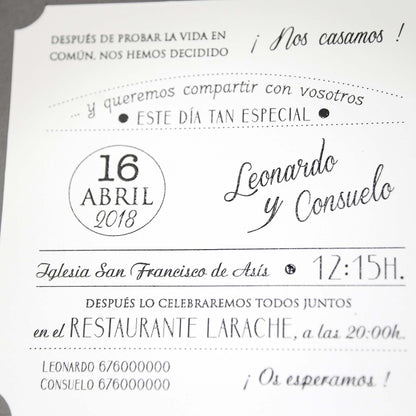 DESPUÉS DE PROBAR LA VIDA EN
COMÚN, NOS HEMOS DECIDIDO
¡ Nos casamos !
... y queremos compartir con vosotros
• ESTE DÍA TAN ESPECIAL •
16
ABRIL
2018
Leonardo
y Consuelo
Iglesia San Francisco de Asís • 12:15H.
DESPUÉS LO CELEBRAREMOS TODOS JUNTOS
en el RESTAURANTE LARACHE, a las 20:00h.
LEONARDO 676000000
CONSUELO 676000000
¡ Os esperamos !